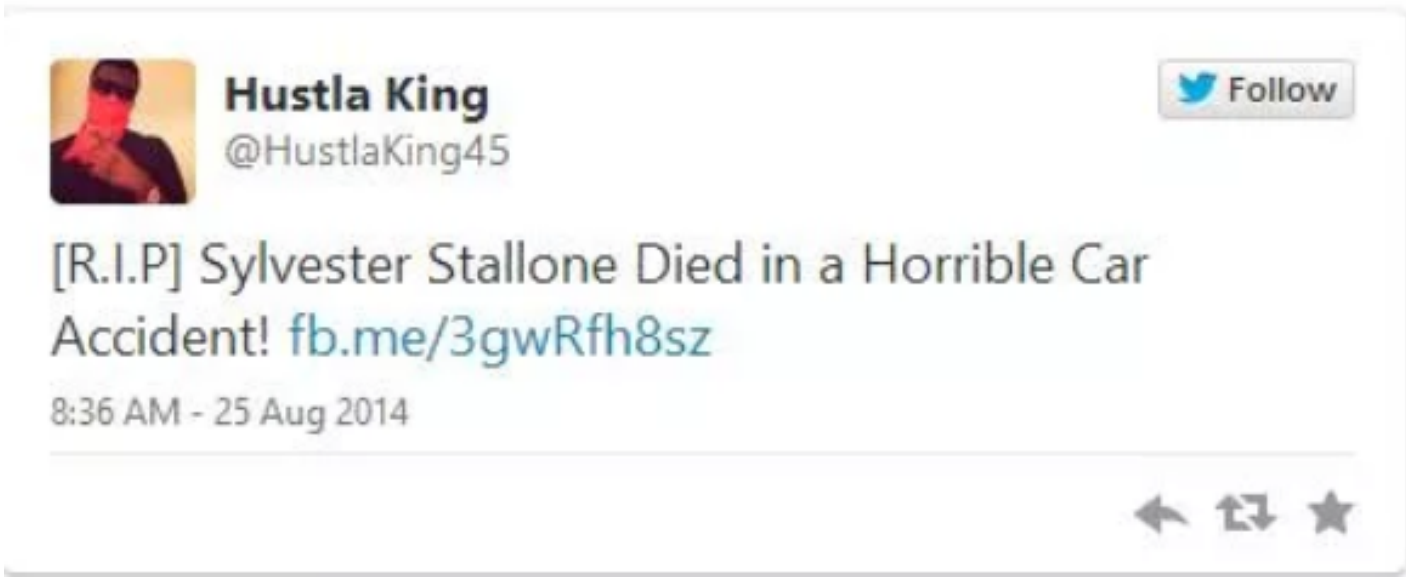 Hustla King
Follow
@HustlaKing45
[R.I.P] Sylvester Stallone Died in a Horrible Car
Accident! fb.me/3gwRfh8sz
8:36 AM - 25 Aug 2014